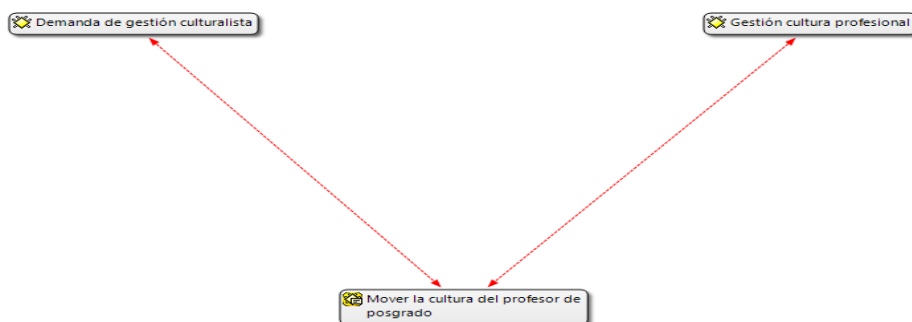 Demanda de gestión culturalista
Gestión cultura profesional
Mover la cultura del profesor de
posgrado